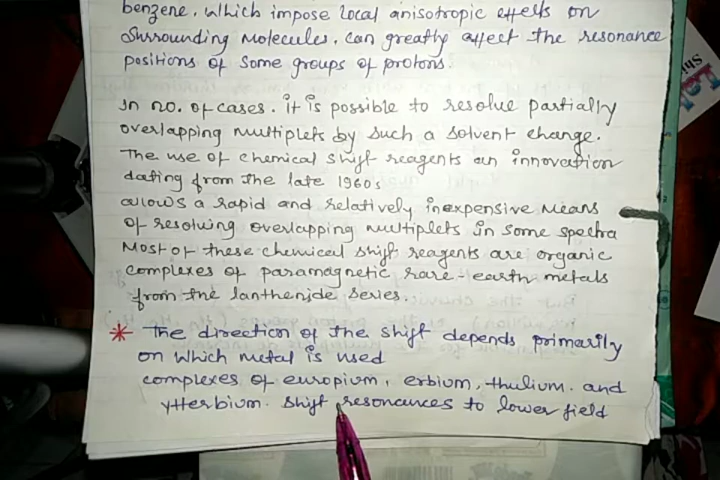 benzene, which impose local anisotropic effects on
surrounding molecules, can greatly affect the resonance
positions of some groups of protons.
In no. of cases. it is possible to resolve partially
overlapping multiplets by such a solvent change.
The use of chemical shift reagents an innovation
dating from the late 1960s
allows a rapid and relatively inexpensive means
of resolving overlapping multiplets in some spectra
Most of these chemical shift reagents are organic
complexes of paramagnetic rare-earth metals
from the lanthenide series.
* The direction of the shift depends primarily
on which metal is used
complexes of europium, erbium, thulium. and
ytterbium. shift resonances to lower field